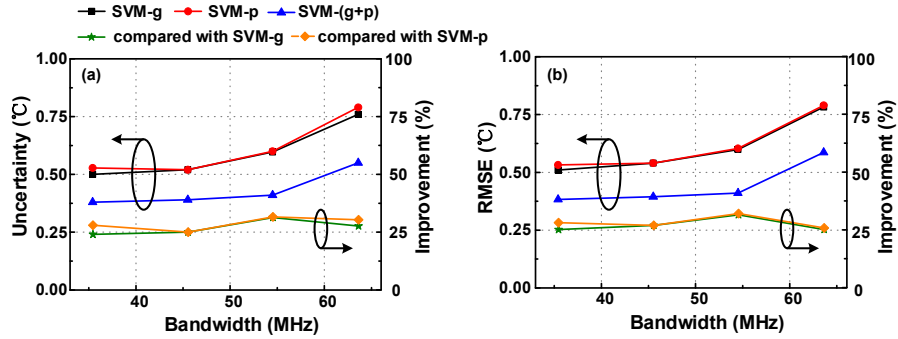 SVM-g SVM-p SVM-(g+p)
compared with SVM-g compared with SVM-p
(a)
Uncertainty (℃)
1.00
0.75
0.50
0.25
0.00
100
75
50
25
0
Improvement (%)
40 50 60
Bandwidth (MHz)
(b)
RMSE (℃)
1.00
0.75
0.50
0.25
0.00
100
75
50
25
0
Improvement (%)
40 50 60
Bandwidth (MHz)